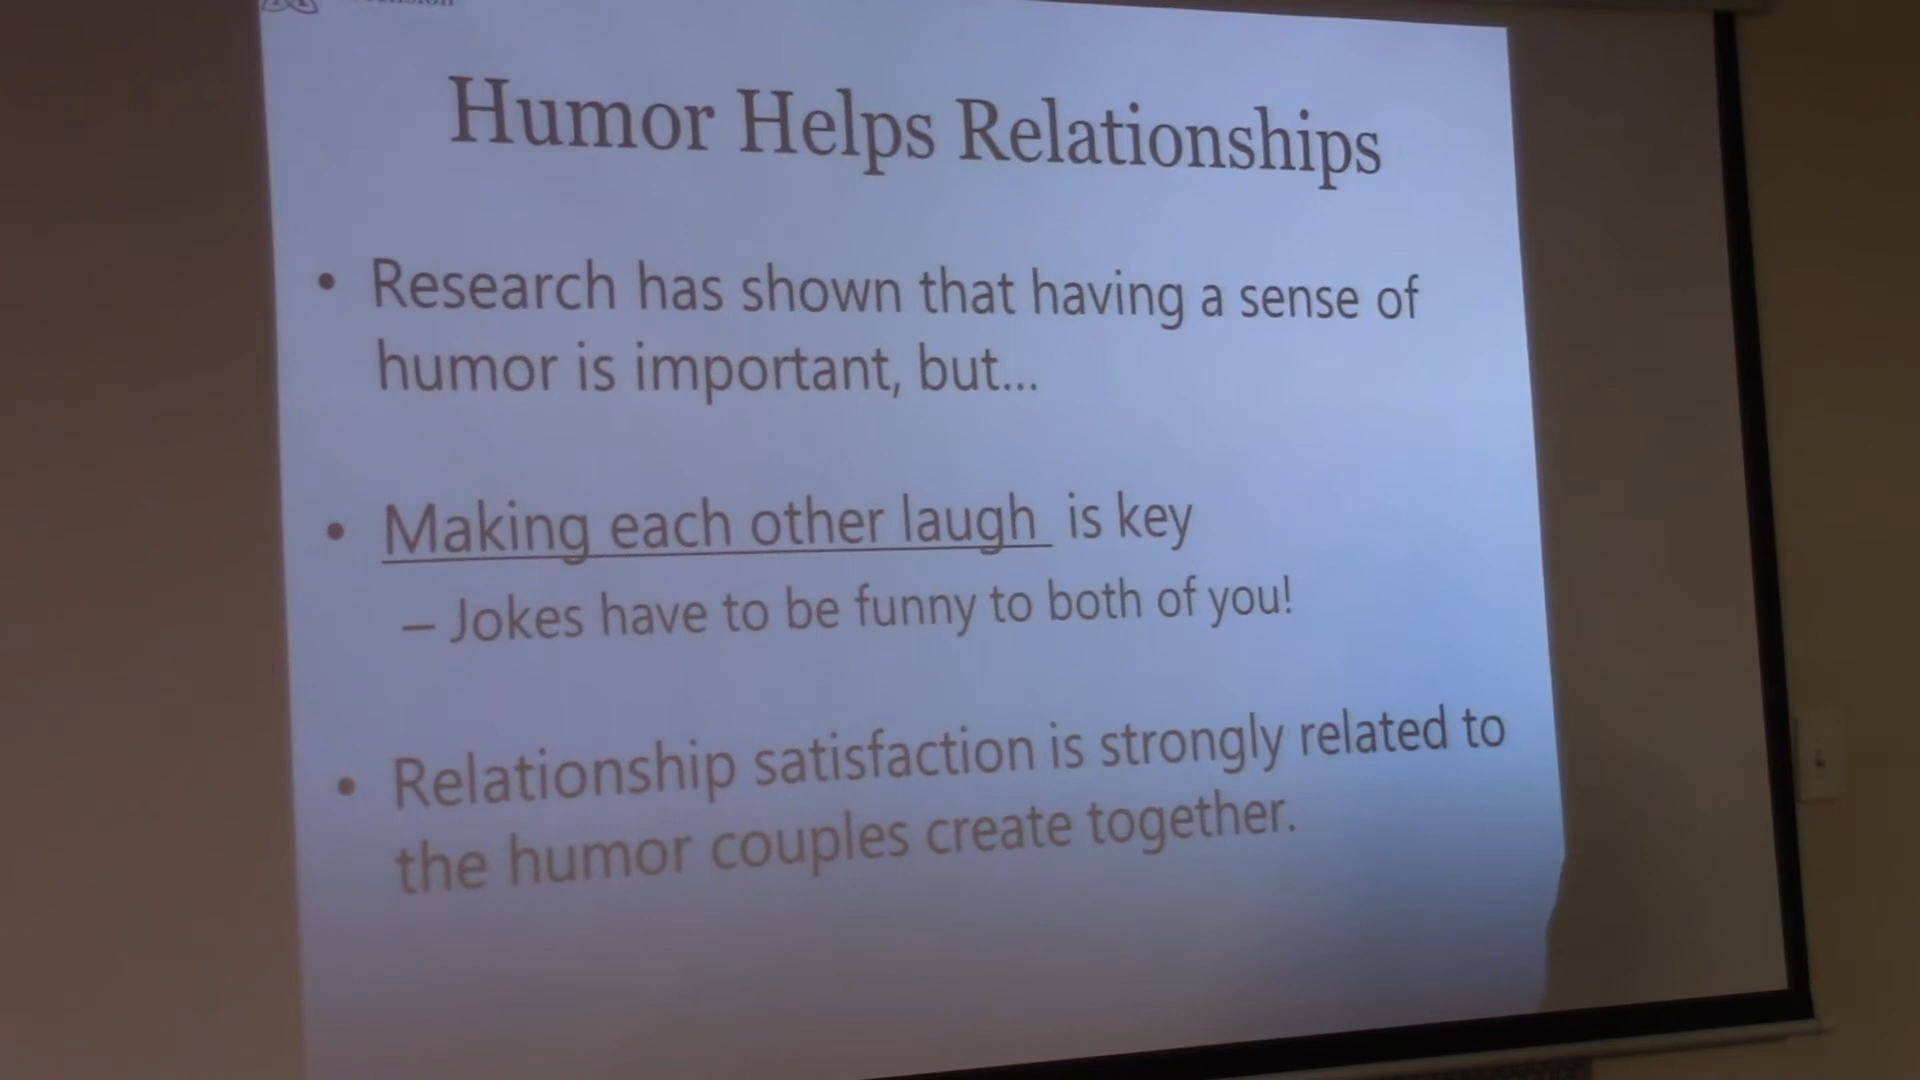 Humor Helps Relationships
• Research has shown that having a sense of
humor is important, but...
• Making each other laugh is key
– Jokes have to be funny to both of you!
• Relationship satisfaction is strongly related to
the humor couples create together.